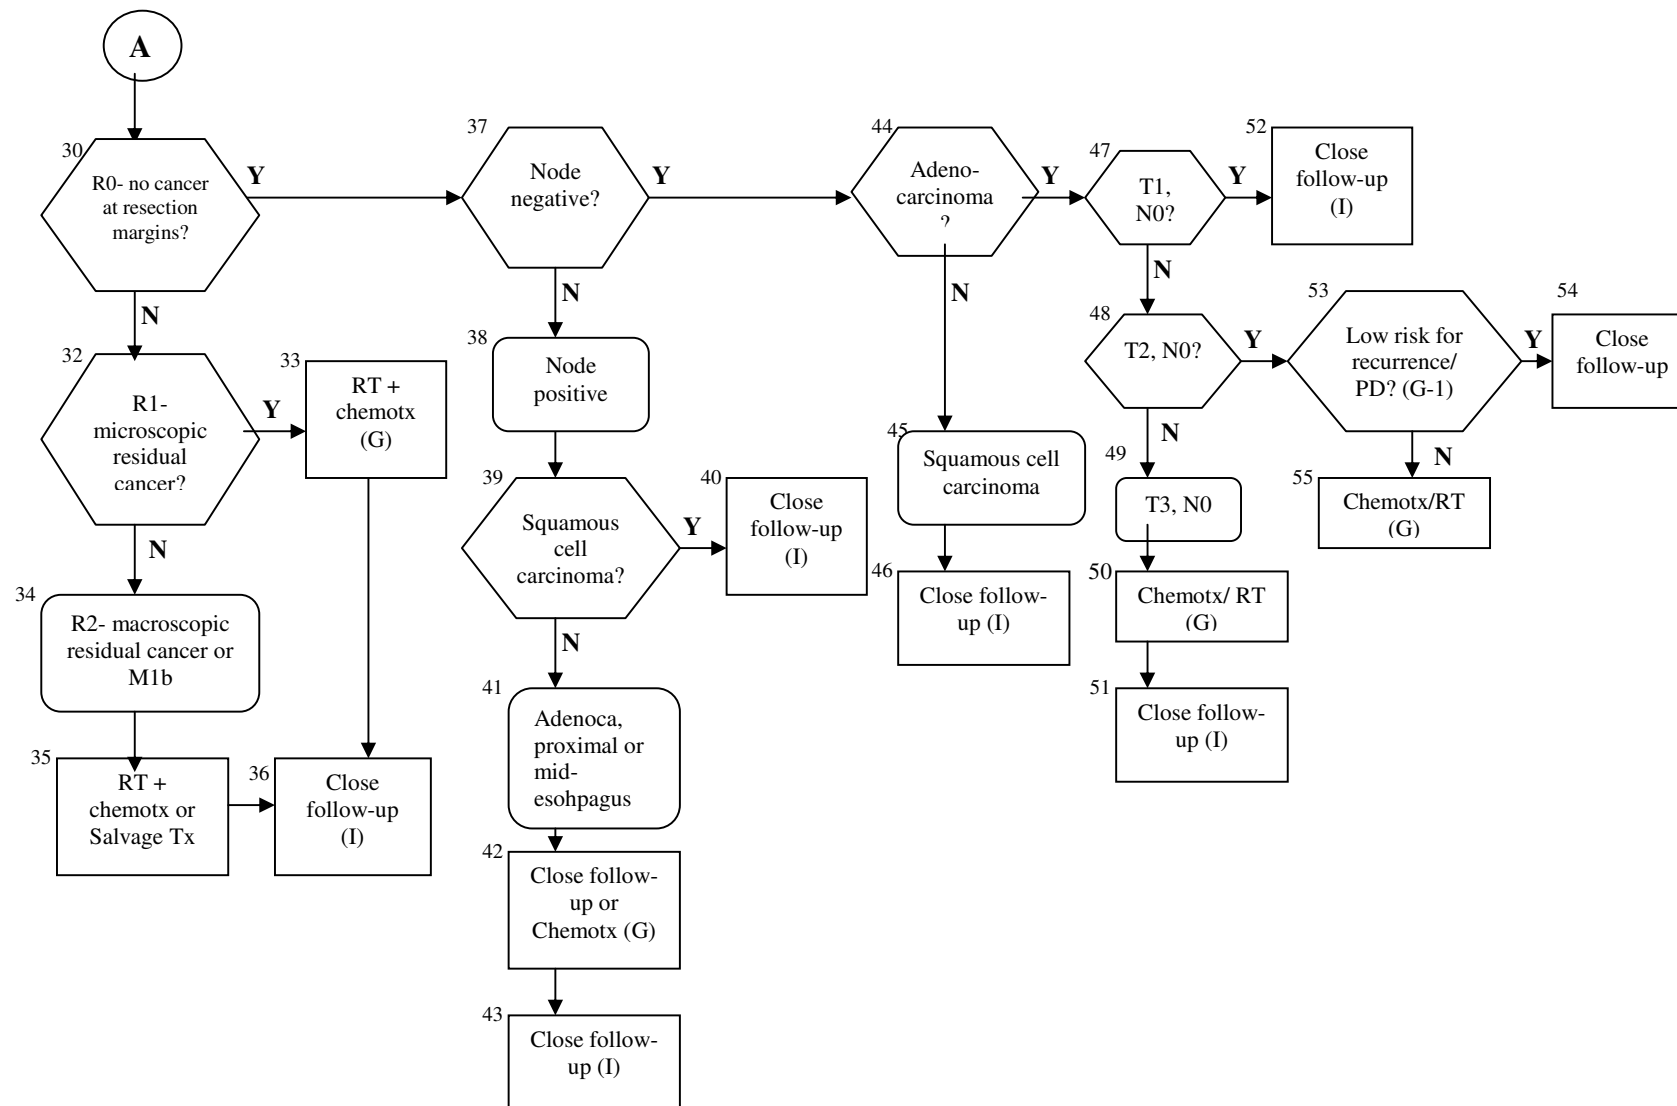 A
30
R0- no cancer
at resection
margins?
Y
N
32
R1-
microscopic
residual
cancer?
Y
N
33
RT +
chemotx
(G)
34
R2- macroscopic
residual cancer or
M1b
35
RT +
chemotx or
Salvage Tx
36
Close
follow-up
(I)
37
Node
negative?
Y
N
38
Node
positive
39
Squamous
cell
carcinoma?
Y
N
40
Close
follow-up
(I)
41
Adenoca,
proximal or
mid-
esohpagus
42
Close follow-
up or
Chemotx (G)
43
Close follow-
up (I)
44
Adeno-
carcinoma
?
Y
N
45
Squamous cell
carcinoma
46
Close follow-
up (I)
47
T1,
N0?
Y
N
48
T2, N0?
Y
N
49
T3, N0
50
Chemotx/ RT
(G)
51
Close follow-
up (I)
52
Close
follow-up
(I)
53
Low risk for
recurrence/
PD? (G-1)
Y
N
54
Close
follow-up
55
Chemotx/RT
(G)